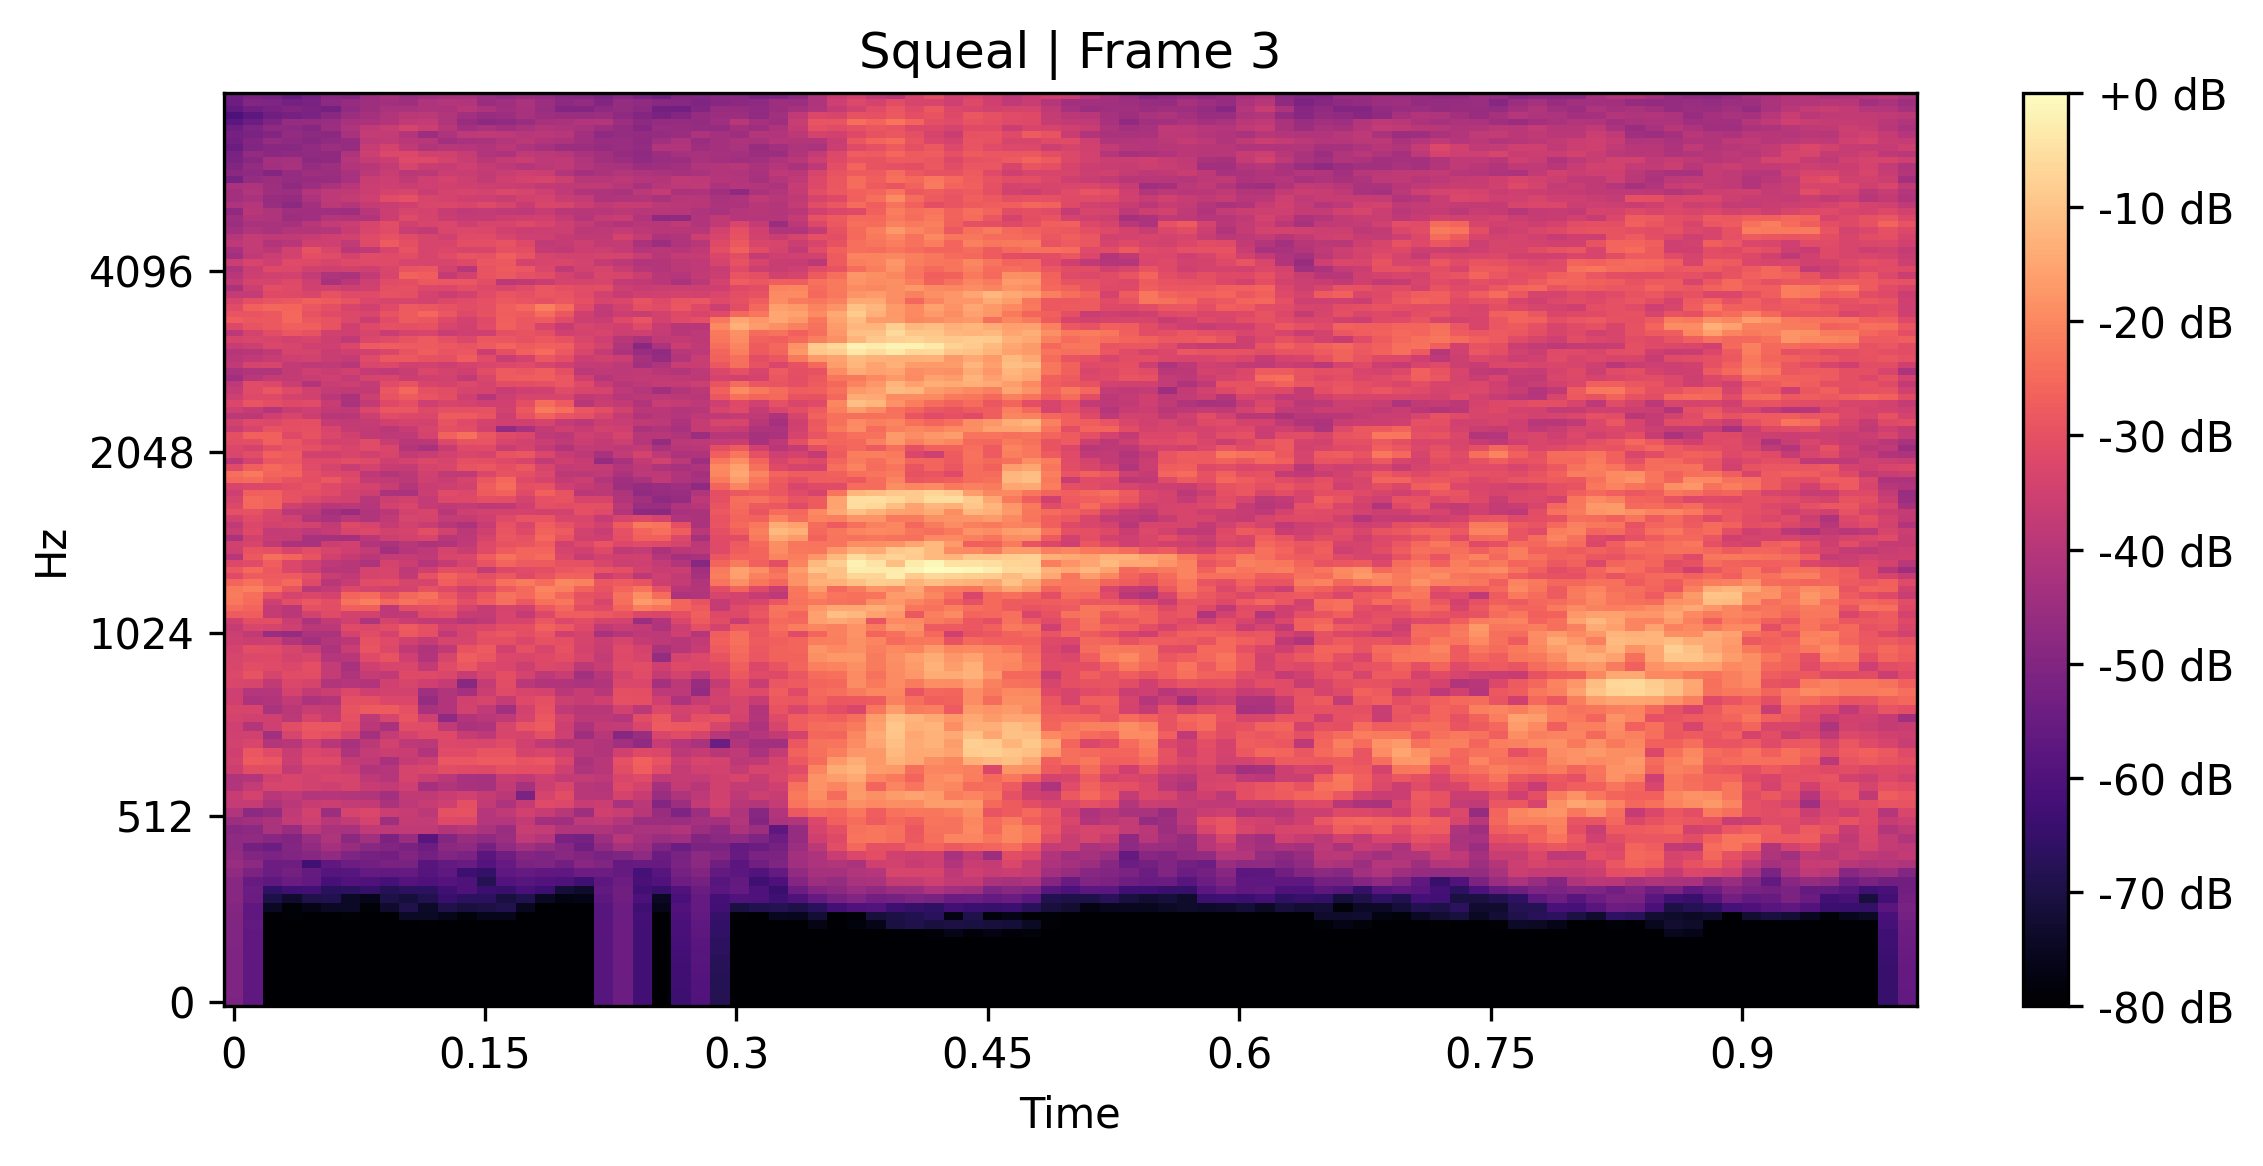 Squeal | Frame 3
+0 dB
-10 dB
-20 dB
-30 dB
-40 dB
-50 dB
-60 dB
-70 dB
-80 dB
4096
2048
1024
512
0
Hz
0 0.15 0.3 0.45 0.6 0.75 0.9
Time